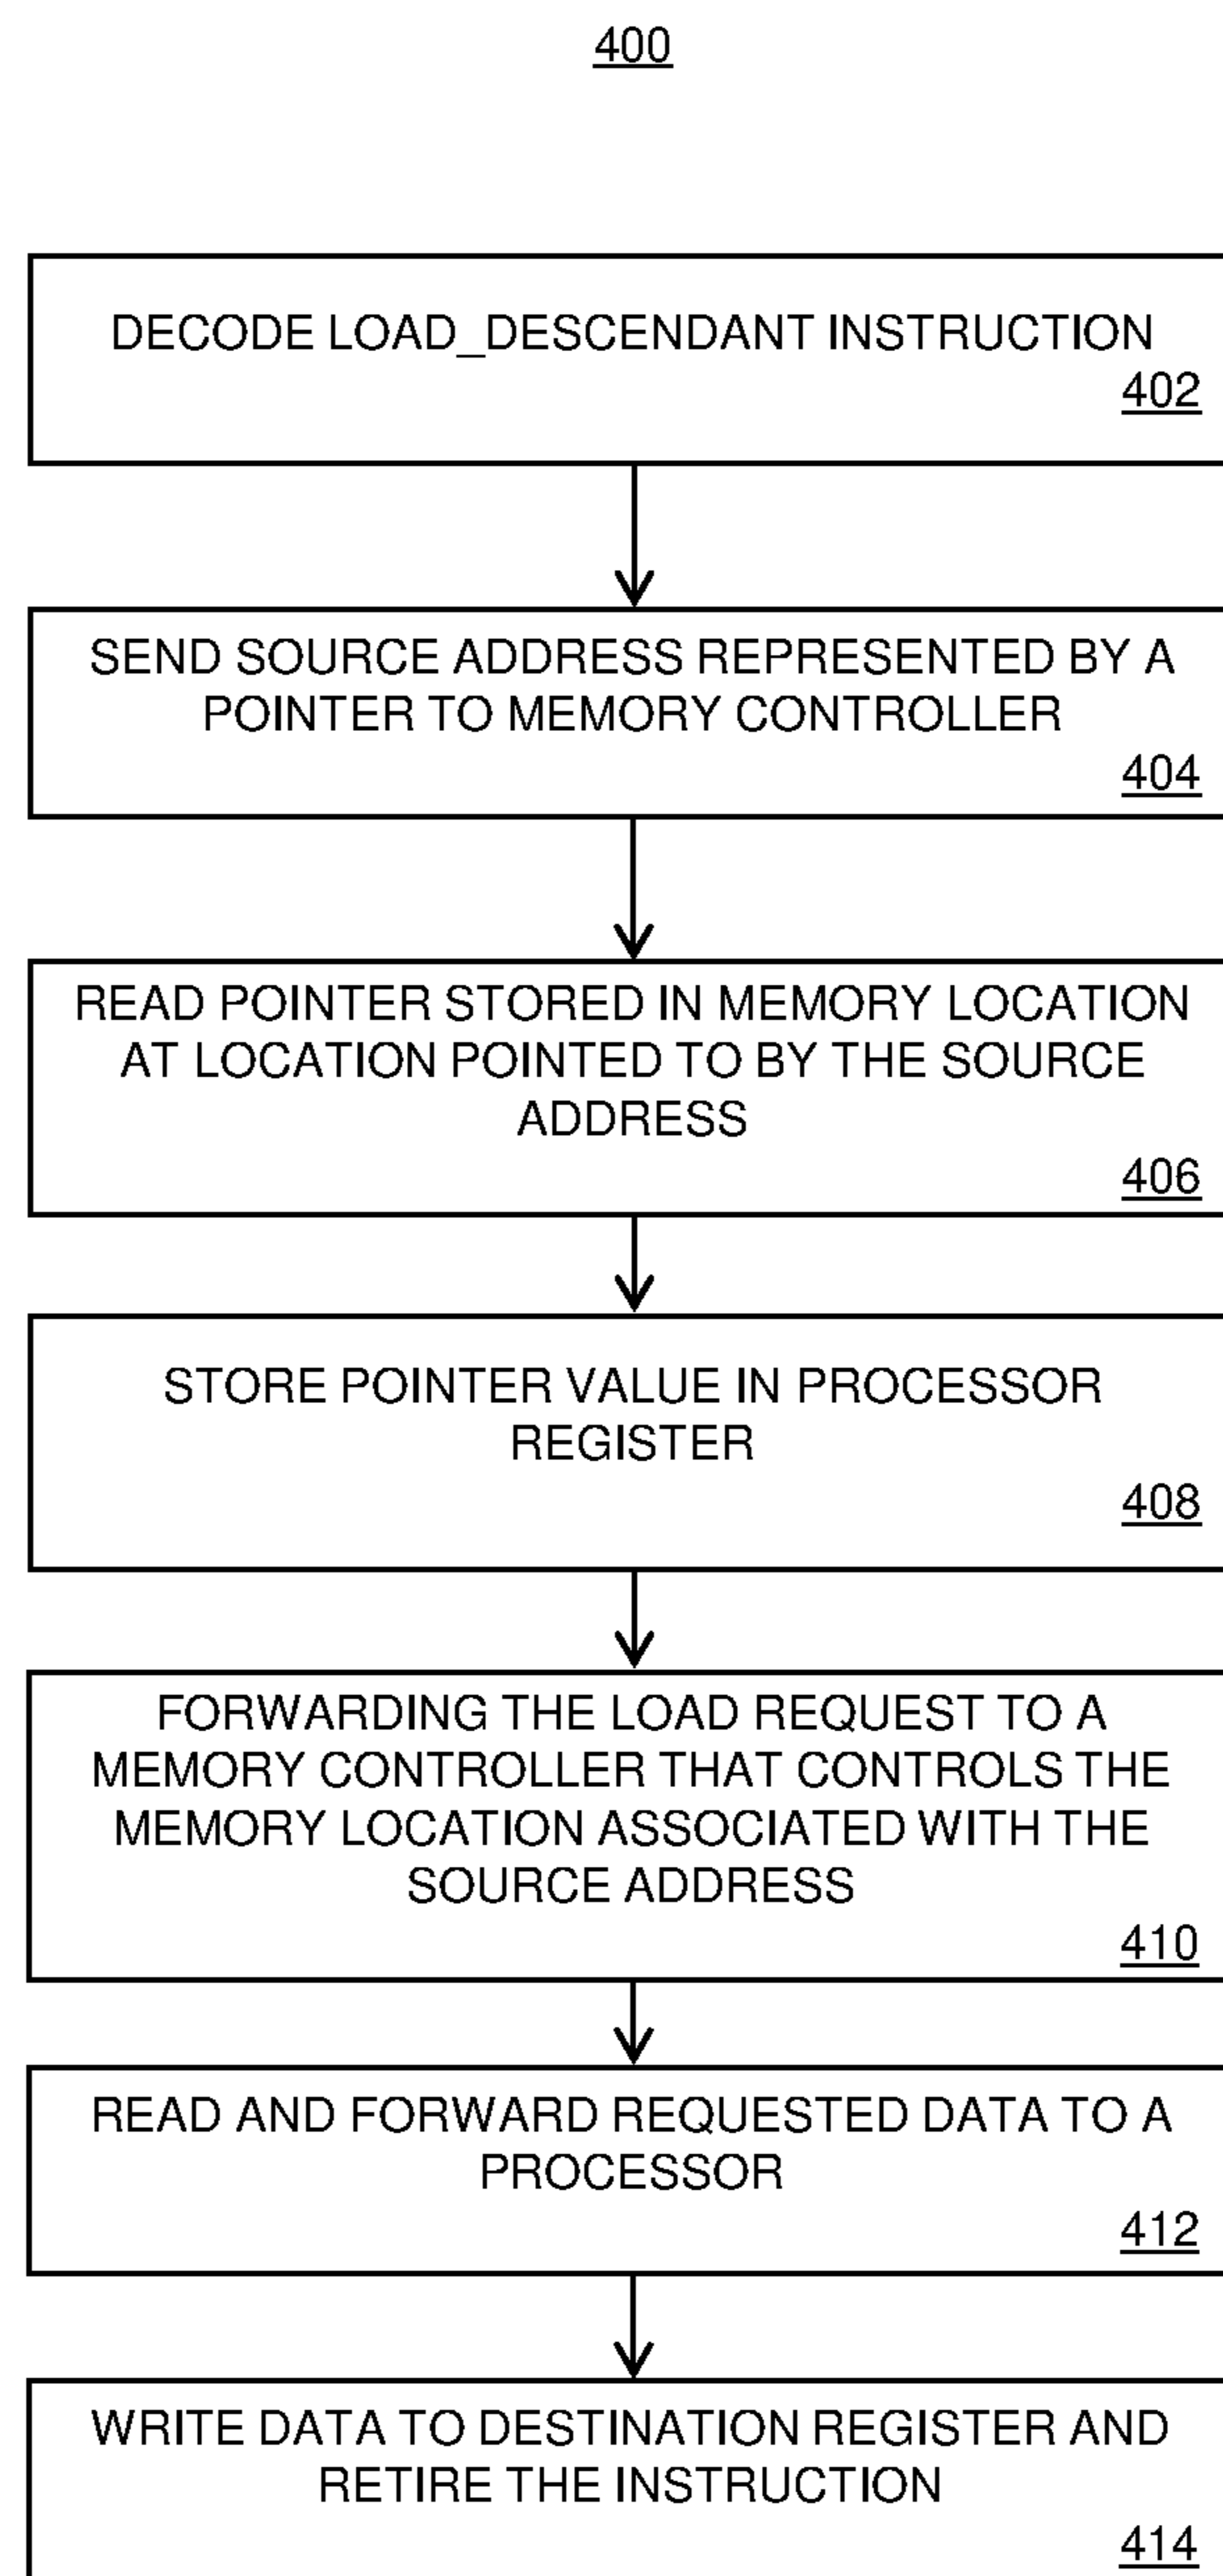 400
DECODE LOAD_DESCENDANT INSTRUCTION
402
SEND SOURCE ADDRESS REPRESENTED BY A
POINTER TO MEMORY CONTROLLER
404
READ POINTER STORED IN MEMORY LOCATION
AT LOCATION POINTED TO BY THE SOURCE
ADDRESS
406
STORE POINTER VALUE IN PROCESSOR
REGISTER
408
FORWARDING THE LOAD REQUEST TO A
MEMORY CONTROLLER THAT CONTROLS THE
MEMORY LOCATION ASSOCIATED WITH THE
SOURCE ADDRESS
410
READ AND FORWARD REQUESTED DATA TO A
PROCESSOR
412
WRITE DATA TO DESTINATION REGISTER AND
RETIRE THE INSTRUCTION
414